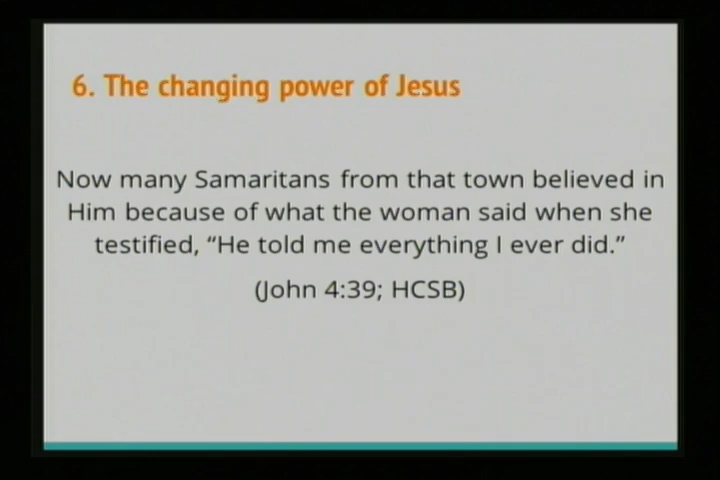 6. The changing power of Jesus
Now many Samaritans from that town believed in
Him because of what the woman said when she
testified, “He told me everything I ever did.”
(John 4:39; HCSB)